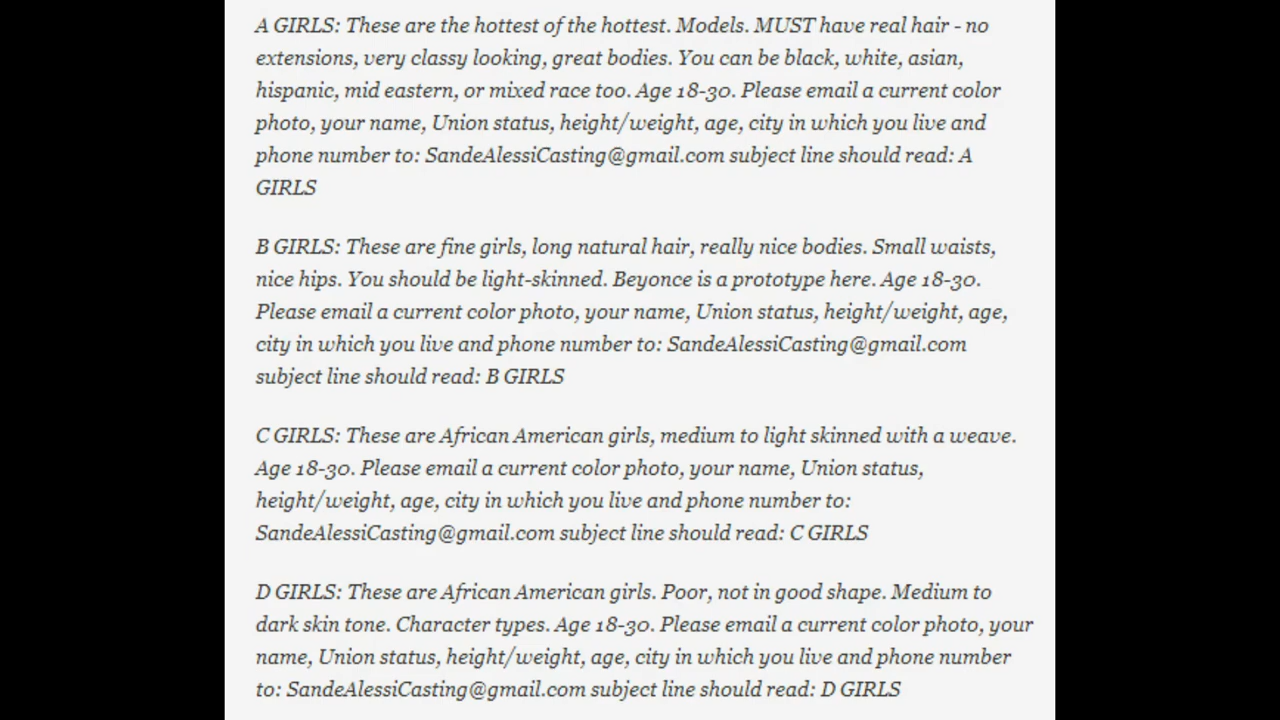 A GIRLS: These are the hottest of the hottest. Models. MUST have real hair - no
extensions, very classy looking, great bodies. You can be black, white, asian,
hispanic, mid eastern, or mixed race too. Age 18-30. Please email a current color
photo, your name, Union status, height/weight, age, city in which you live and
phone number to: SandeAlessiCasting@gmail.com subject line should read: A
GIRLS
B GIRLS: These are fine girls, long natural hair, really nice bodies. Small waists,
nice hips. You should be light-skinned. Beyonce is a prototype here. Age 18-30.
Please email a current color photo, your name, Union status, height/weight, age,
city in which you live and phone number to: SandeAlessiCasting@gmail.com
subject line should read: B GIRLS
C GIRLS: These are African American girls, medium to light skinned with a weave.
Age 18-30. Please email a current color photo, your name, Union status,
height/weight, age, city in which you live and phone number to:
SandeAlessiCasting@gmail.com subject line should read: C GIRLS
D GIRLS: These are African American girls. Poor, not in good shape. Medium to
dark skin tone. Character types. Age 18-30. Please email a current color photo, your
name, Union status, height/weight, age, city in which you live and phone number
to: SandeAlessiCasting@gmail.com subject line should read: D GIRLS